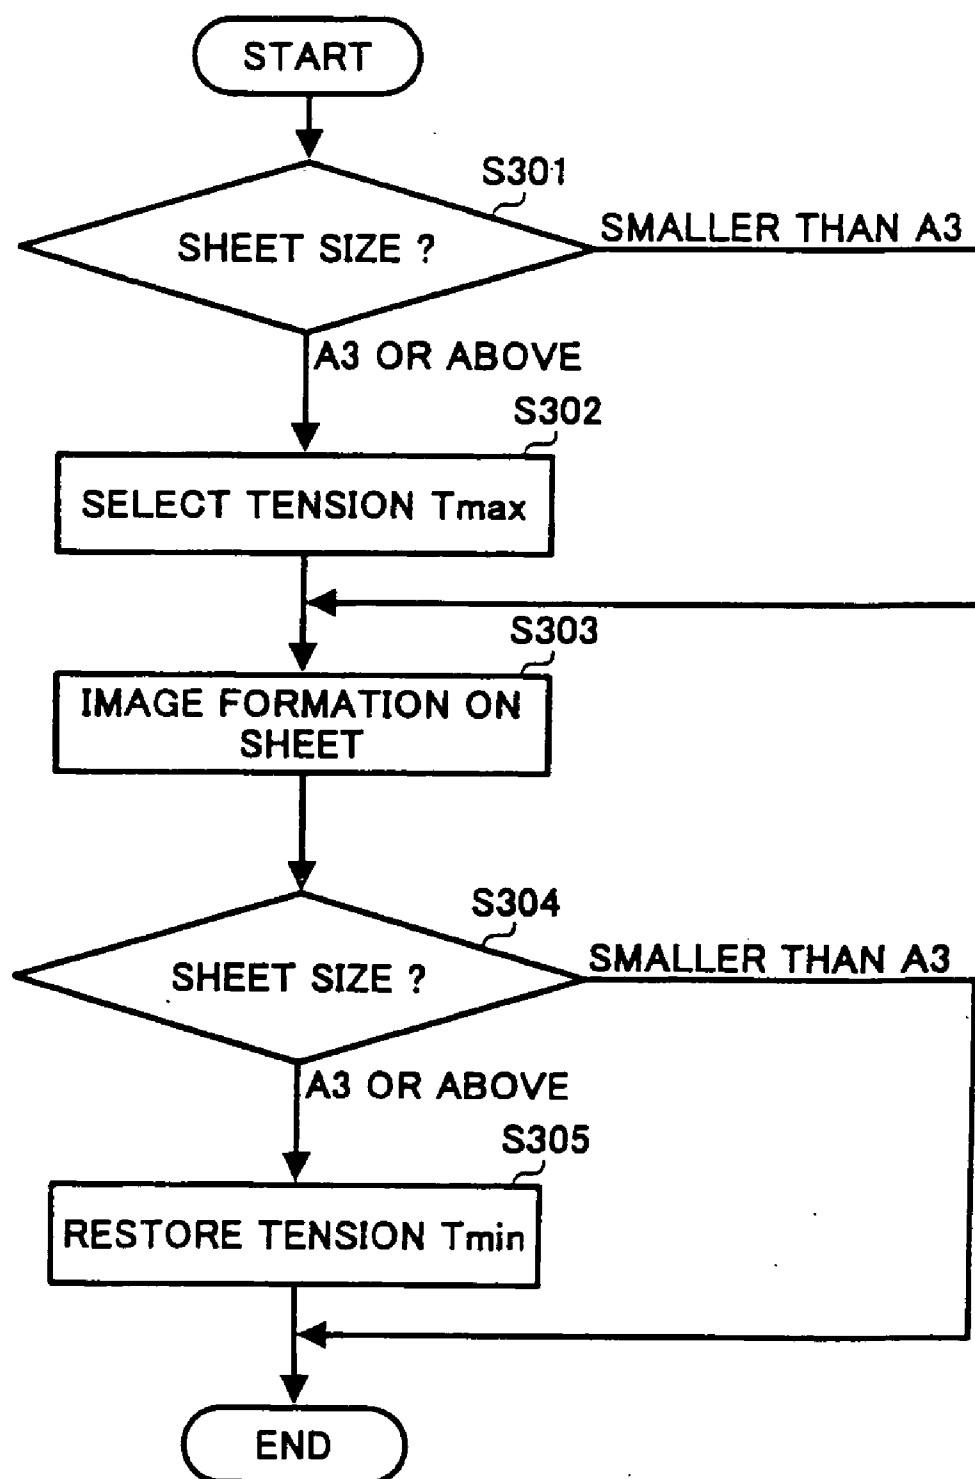 START
S301
SHEET SIZE ?
SMALLER THAN A3
A3 OR ABOVE
S302
SELECT TENSION Tmax
S303
IMAGE FORMATION ON
SHEET
S304
SHEET SIZE ?
SMALLER THAN A3
A3 OR ABOVE
S305
RESTORE TENSION Tmin
END